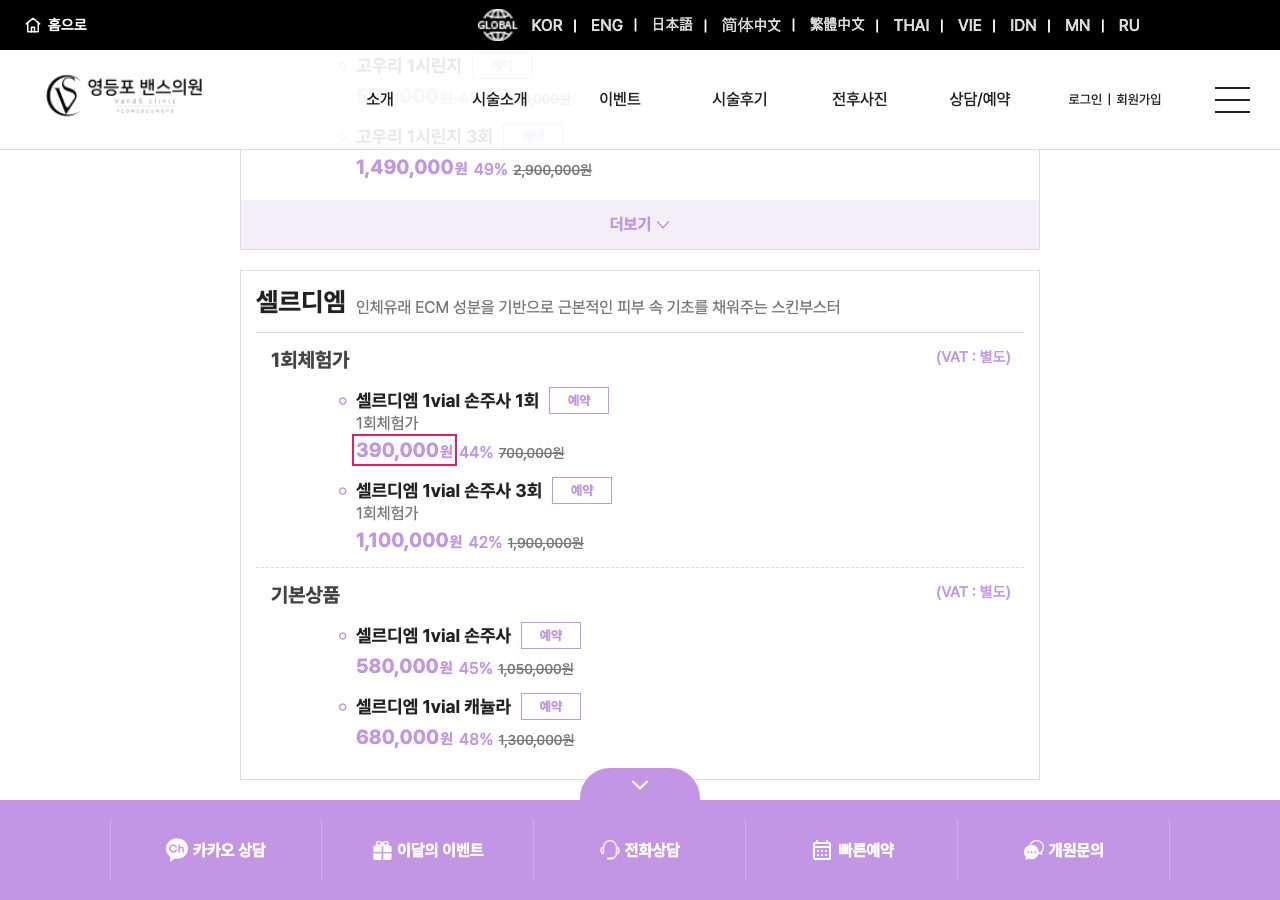 홈으로
GLOBAL KOR | ENG | 日本語 | 简体中文 | 繁體中文 | THAI | VIE | IDN | MN | RU
고우리 1시린지 예약
영등포 밴스의원
VandS clinic
YEONGDEUNGPO
소개 시술소개 이벤트 시술후기 전후사진 상담/예약 로그인 | 회원가입
고우리 1시린지 3회 예약
1,490,000원 49% 2,900,000원
더보기
셀르디엠 인체유래 ECM 성분을 기반으로 근본적인 피부 속 기초를 채워주는 스킨부스터
1회체험가 (VAT : 별도)
셀르디엠 1vial 손주사 1회 예약
1회체험가
390,000원 44% 700,000원
셀르디엠 1vial 손주사 3회 예약
1회체험가
1,100,000원 42% 1,900,000원
기본상품 (VAT : 별도)
셀르디엠 1vial 손주사 예약
580,000원 45% 1,050,000원
셀르디엠 1vial 캐뉼라 예약
680,000원 48% 1,300,000원
Ch 카카오 상담 이달의 이벤트 전화상담 빠른예약 개원문의